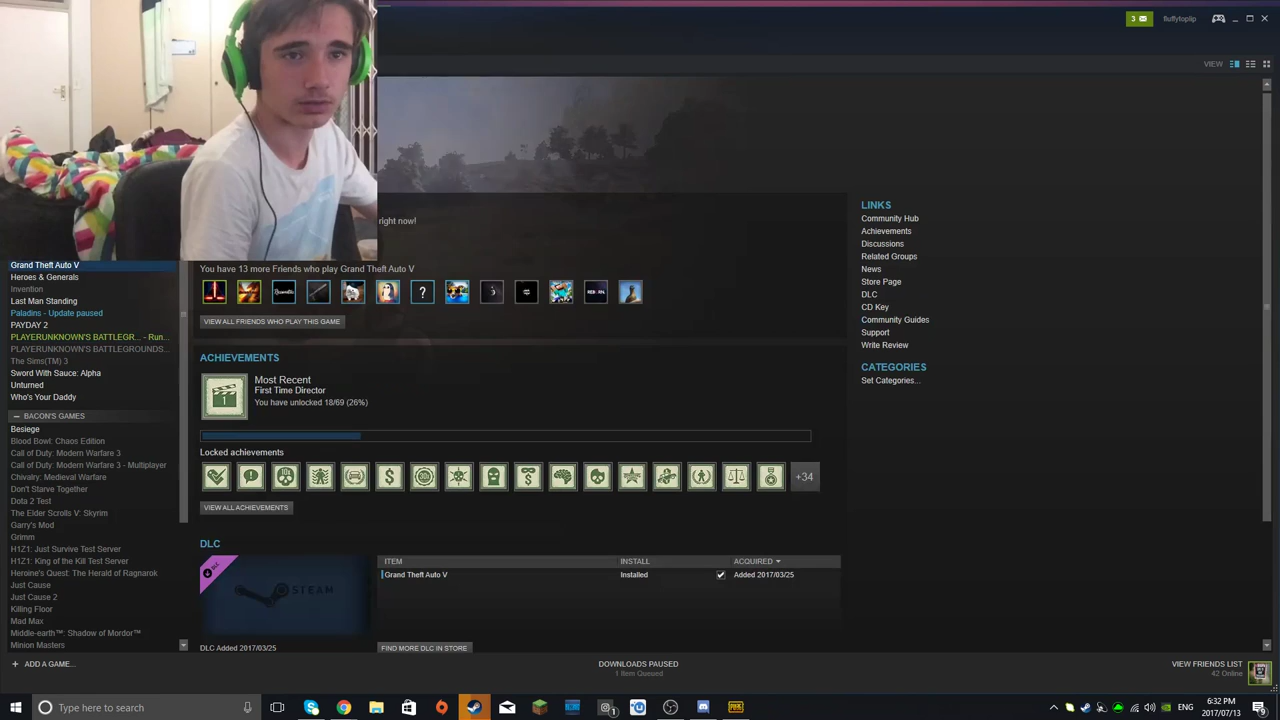 3
fluffytoplip
VIEW
right now!
Grand Theft Auto V
Heroes & Generals
Invention
Last Man Standing
Paladins - Update paused
PAYDAY 2
PLAYERUNKNOWN'S BATTLEGR... - Run...
PLAYERUNKNOWN'S BATTLEGROUNDS...
The Sims(TM) 3
Sword With Sauce: Alpha
Unturned
Who's Your Daddy
BACON'S GAMES
Besiege
Blood Bowl: Chaos Edition
Call of Duty: Modern Warfare 3
Call of Duty: Modern Warfare 3 - Multiplayer
Chivalry: Medieval Warfare
Don't Starve Together
Dota 2 Test
The Elder Scrolls V: Skyrim
Garry's Mod
Grimm
H1Z1: Just Survive Test Server
H1Z1: King of the Kill Test Server
Heroine's Quest: The Herald of Ragnarok
Just Cause
Just Cause 2
Killing Floor
Mad Max
Middle-earth™: Shadow of Mordor™
Minion Masters
You have 13 more Friends who play Grand Theft Auto V
?
VIEW ALL FRIENDS WHO PLAY THIS GAME
ACHIEVEMENTS
1
Most Recent
First Time Director
You have unlocked 18/69 (26%)
Locked achievements
+34
VIEW ALL ACHIEVEMENTS
DLC
DLC
STEAM
ITEM INSTALL ACQUIRED
Grand Theft Auto V Installed Added 2017/03/25
DLC Added 2017/03/25
FIND MORE DLC IN STORE
LINKS
Community Hub
Achievements
Discussions
Related Groups
News
Store Page
DLC
CD Key
Community Guides
Support
Write Review
CATEGORIES
Set Categories...
+ ADD A GAME...
DOWNLOADS PAUSED
1 Item Queued
VIEW FRIENDS LIST
42 Online
Type here to search
1
ENG
6:32 PM
2017/07/13
2